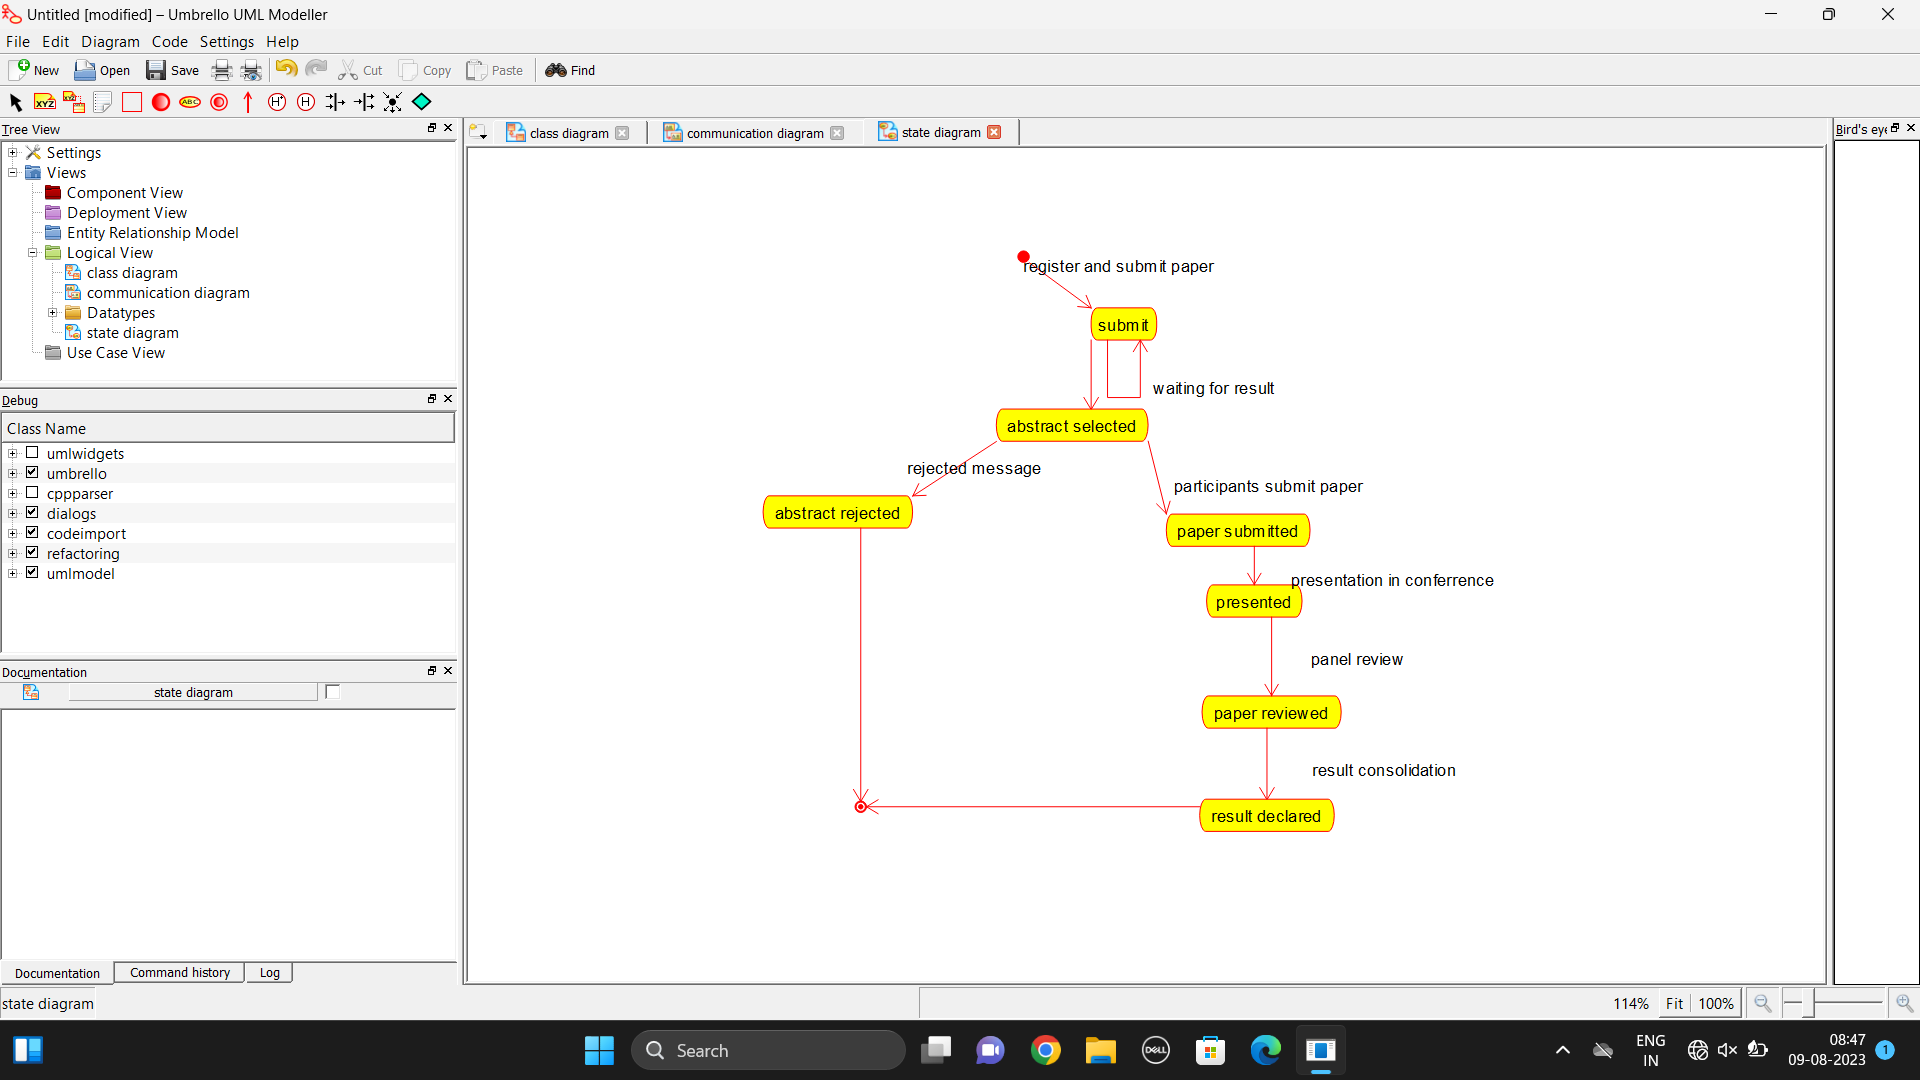 Untitled [modified] – Umbrello UML Modeller
File Edit Diagram Code Settings Help
New Open Save Cut Copy Paste Find
XYZ XYZ ABC H* H
Tree View
class diagram communication diagram state diagram
Bird's eye
Settings
Views
Component View
Deployment View
Entity Relationship Model
Logical View
class diagram
communication diagram
Datatypes
state diagram
Use Case View
Debug
Class Name
umlwidgets
umbrello
cppparser
dialogs
codeimport
refactoring
umlmodel
Documentation
state diagram
Documentation Command history Log
register and submit paper
submit
waiting for result
abstract selected
rejected message
participants submit paper
abstract rejected
paper submitted
presentation in conferrence
presented
panel review
paper reviewed
result consolidation
result declared
state diagram
114% Fit 100%
Search
DELL
ENG
IN
08:47
09-08-2023
1